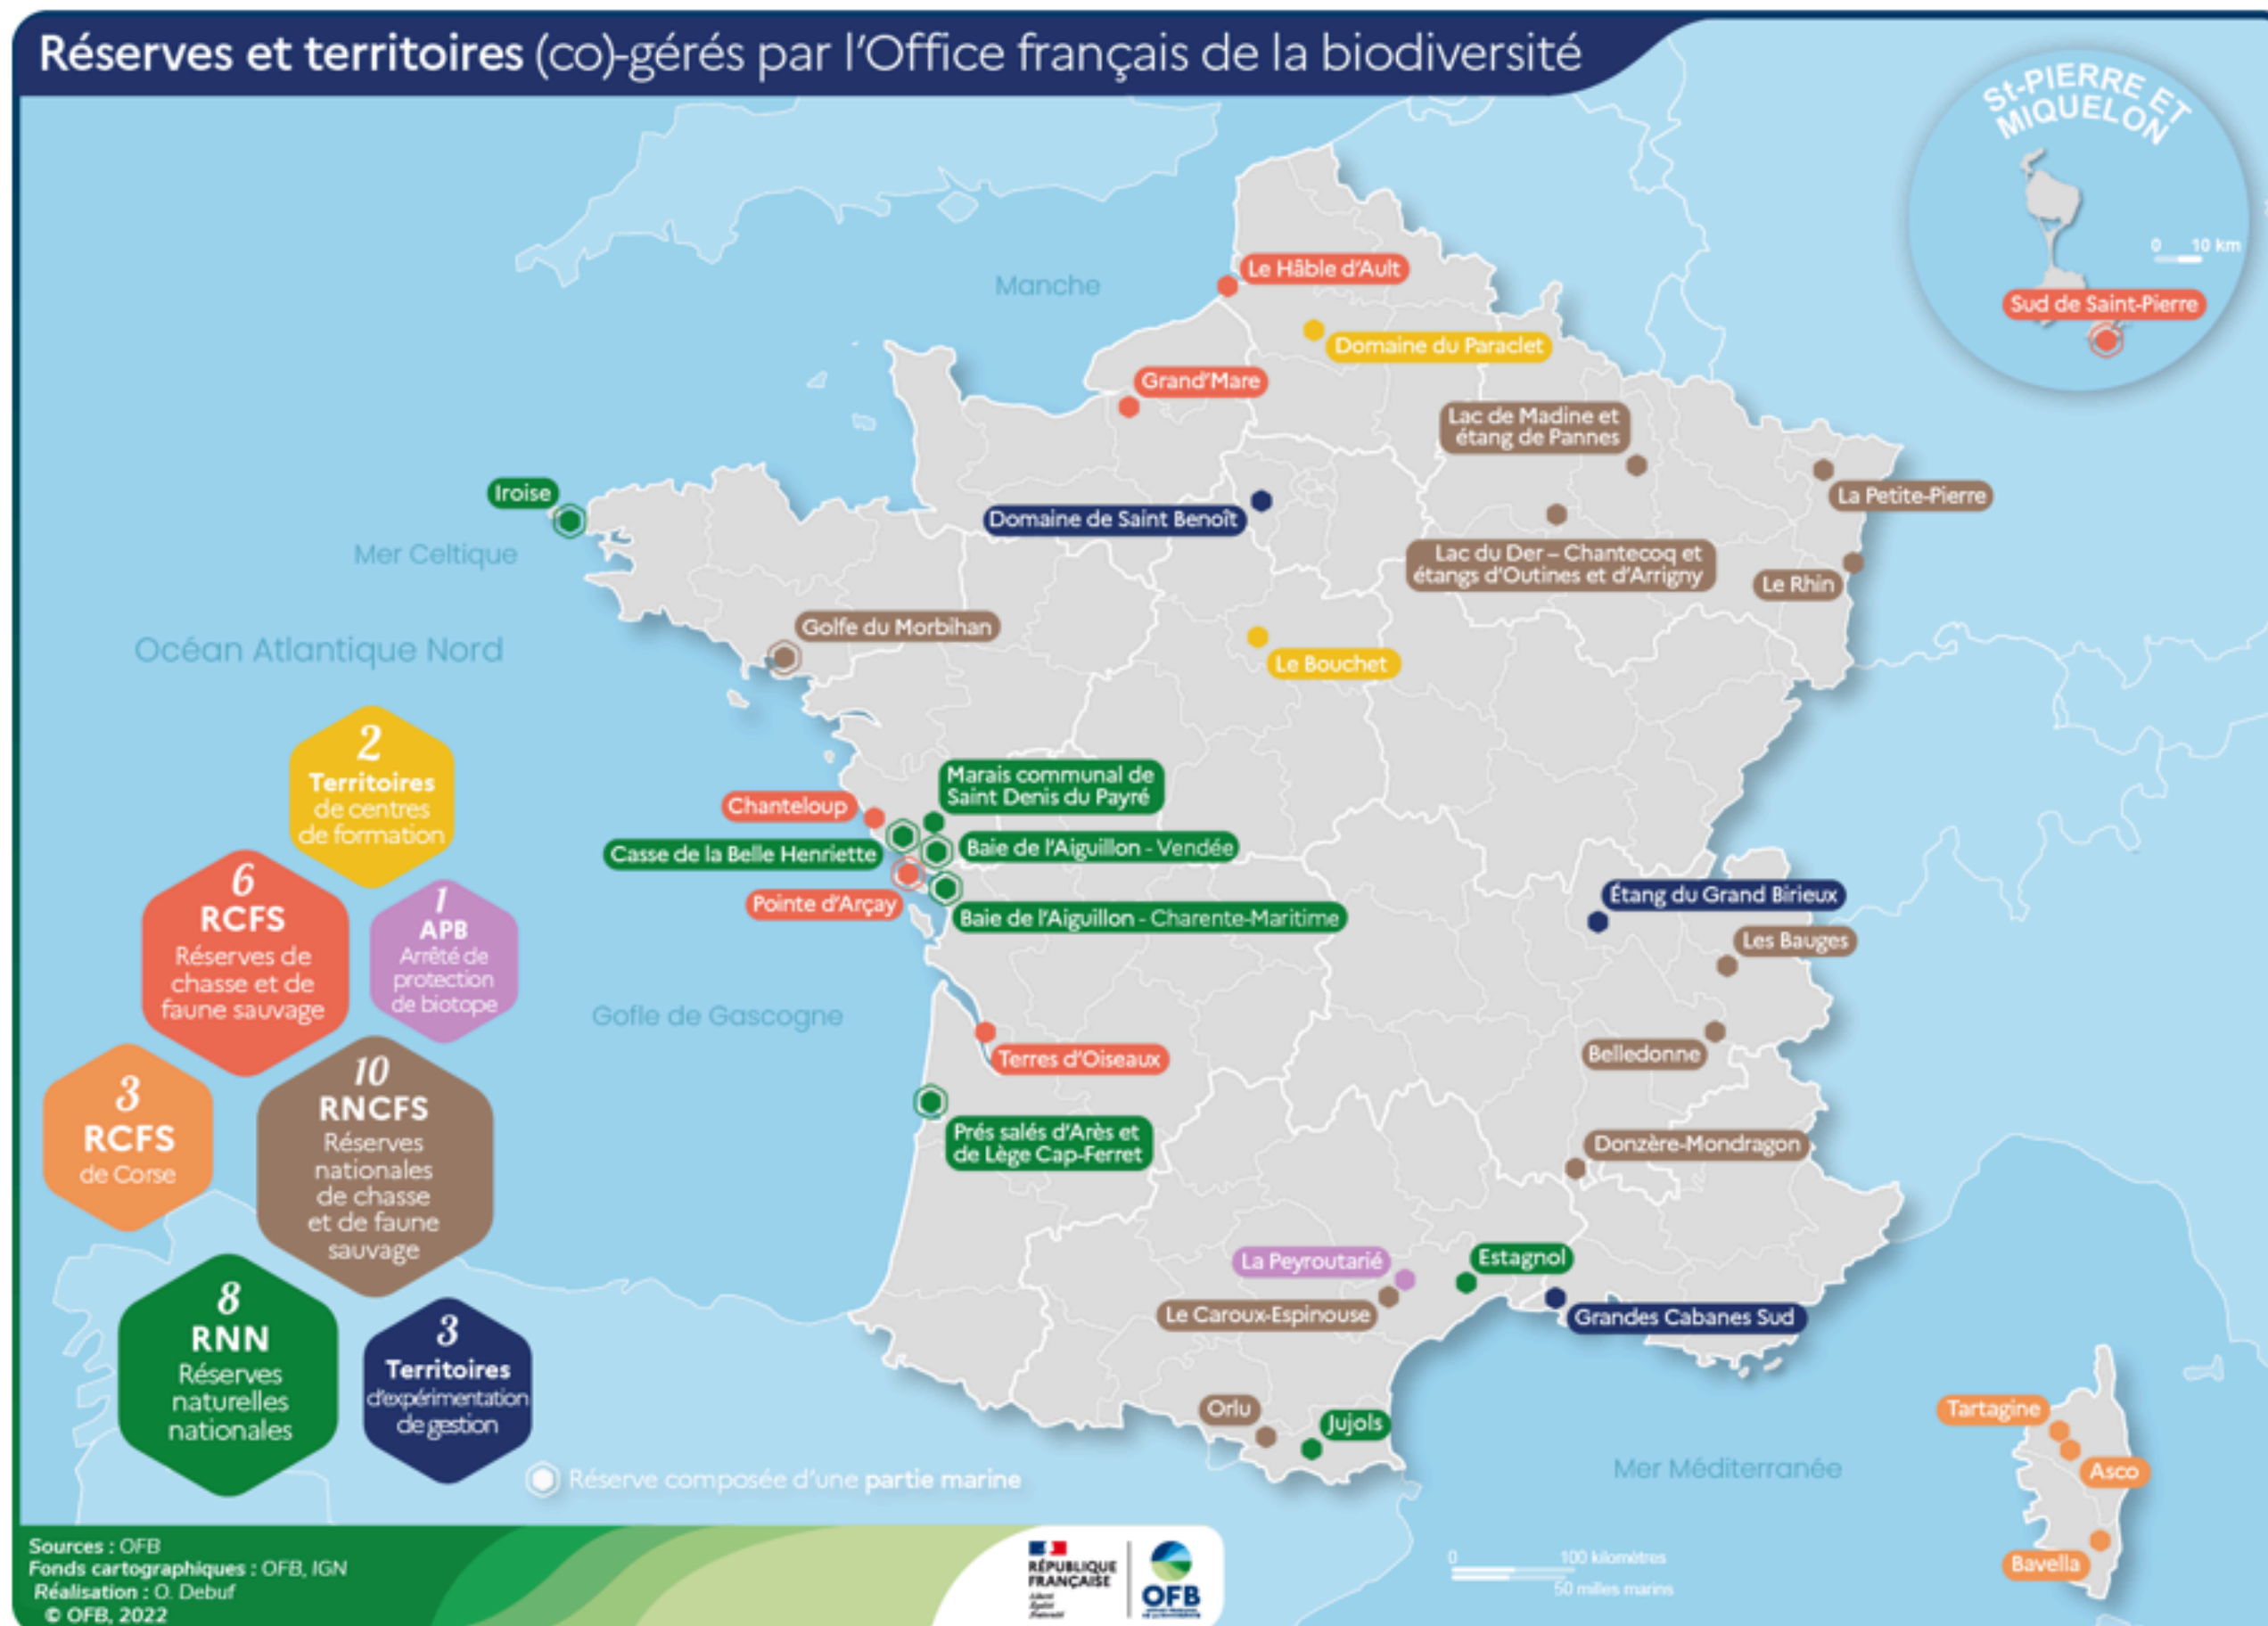 Réserves et territoires (co)-gérés par l'Office français de la biodiversité
St-PIERRE ET
MIQUELON
0 10 km
Sud de Saint-Pierre
Manche
Le Hâble d'Ault
Domaine du Paraclet
Grand'Mare
Lac de Madine et
étang de Pannes
La Petite-Pierre
Iroise
Domaine de Saint Benoît
Mer Celtique
Lac du Der – Chantecoq et
étangs d'Outines et d'Arrigny
Le Rhin
Golfe du Morbihan
Océan Atlantique Nord
Le Bouchet
Marais communal de
Saint Denis du Payré
Chanteloup
Casse de la Belle Henriette
Baie de l'Aiguillon - Vendée
Pointe d'Arçay
Baie de l'Aiguillon - Charente-Maritime
Étang du Grand Birieux
Les Bauges
Gofle de Gascogne
Terres d'Oiseaux
Belledonne
Prés salés d'Arès et
de Lège Cap-Ferret
Donzère-Mondragon
La Peyroutarié
Estagnol
Le Caroux-Espinouse
Grandes Cabanes Sud
Orlu
Jujols
Mer Méditerranée
Tartagine
Asco
Bavella
2
Territoires
de centres
de formation
6
RCFS
Réserves de
chasse et de
faune sauvage
1
APB
Arrêté de
protection
de biotope
3
RCFS
de Corse
10
RNCFS
Réserves
nationales
de chasse
et de faune
sauvage
8
RNN
Réserves
naturelles
nationales
3
Territoires
d'expérimentation
de gestion
Réserve composée d'une partie marine
0 100 kilomètres
50 milles marins
Sources : OFB
Fonds cartographiques : OFB, IGN
Réalisation : O. Debuf
© OFB, 2022
RÉPUBLIQUE
FRANÇAISE
Liberté
Égalité
Fraternité
OFB